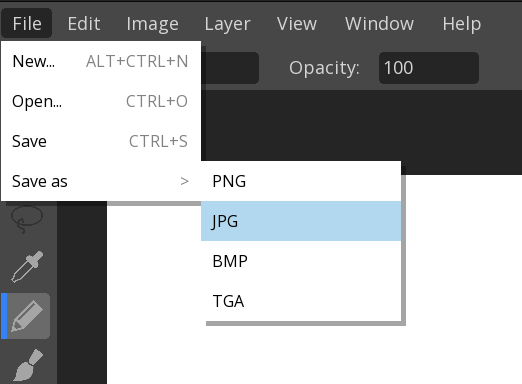 File Edit Image Layer View Window Help
New... ALT+CTRL+N
Opacity: 100
Open... CTRL+O
Save CTRL+S
Save as >
PNG
JPG
BMP
TGA